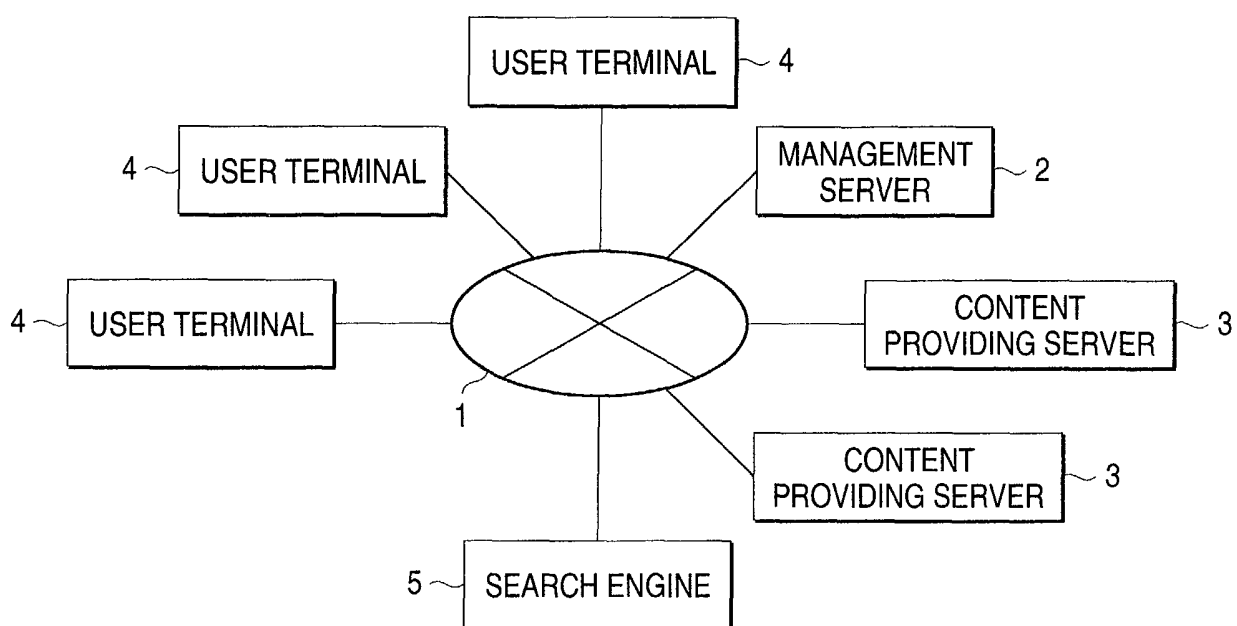 USER TERMINAL 4
4 USER TERMINAL
MANAGEMENT
SERVER
2
4 USER TERMINAL
CONTENT
PROVIDING SERVER
3
1
CONTENT
PROVIDING SERVER
3
5 SEARCH ENGINE